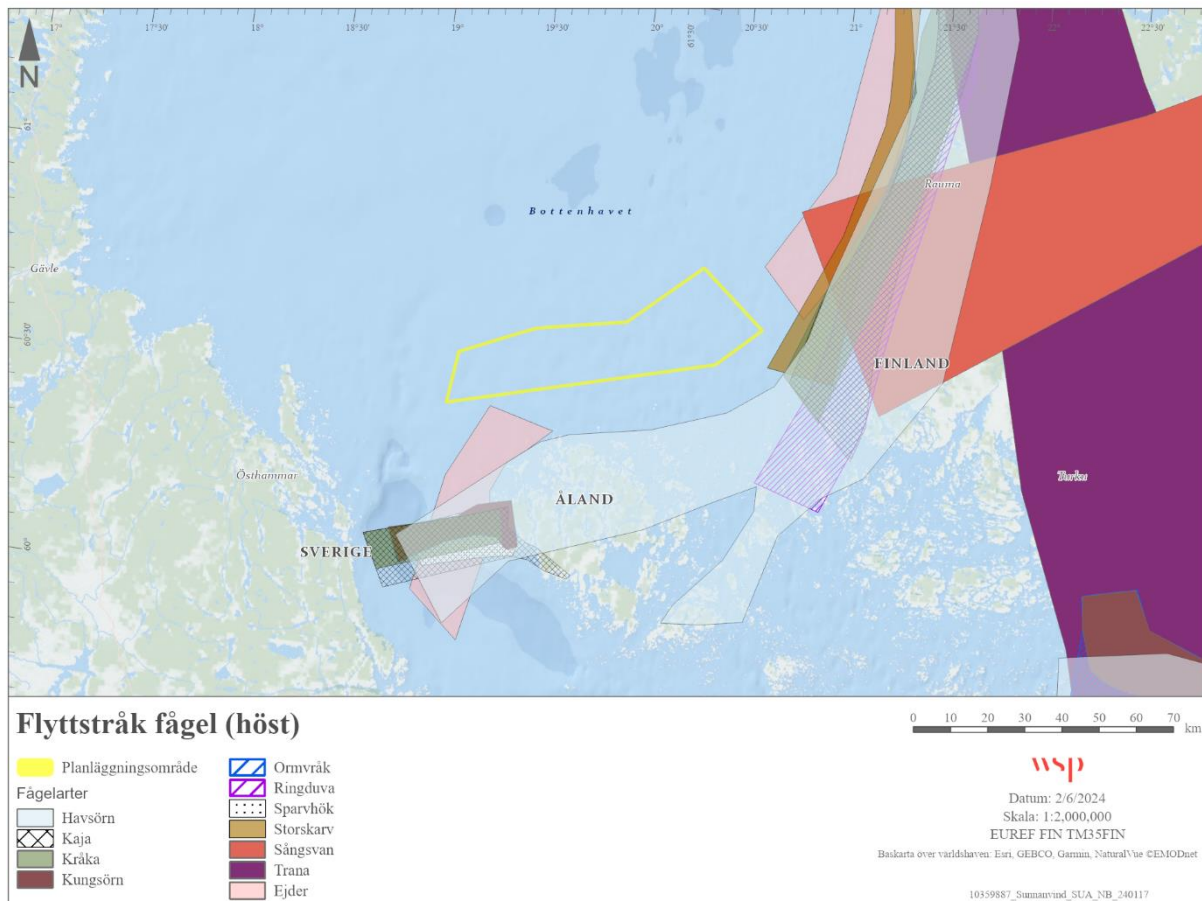 17°
17°30'
18°
18°30'
19°
19°30'
20°
61°30'
20°30'
21°
21°30'
22°
22°30'
N
61°
Rauma
Bottenhavet
Gävle
60°30'
FINLAND
Östhammar
Turku
ÅLAND
SVERIGE
60°
Flyttstråk fågel (höst)
Planläggningsområde
Fågelarter
Havsörn
Kaja
Kråka
Kungsörn
Ormvråk
Ringduva
Sparvhök
Storskarv
Sångsvan
Trana
Ejder
0 10 20 30 40 50 60 70
km
wsp
Datum: 2/6/2024
Skala: 1:2,000,000
EUREF FIN TM35FIN
Baskarta över världshaven: Esri, GEBCO, Garmin, NaturalVue ©EMODnet
10359887_Sunnanvind_SUA_NB_240117